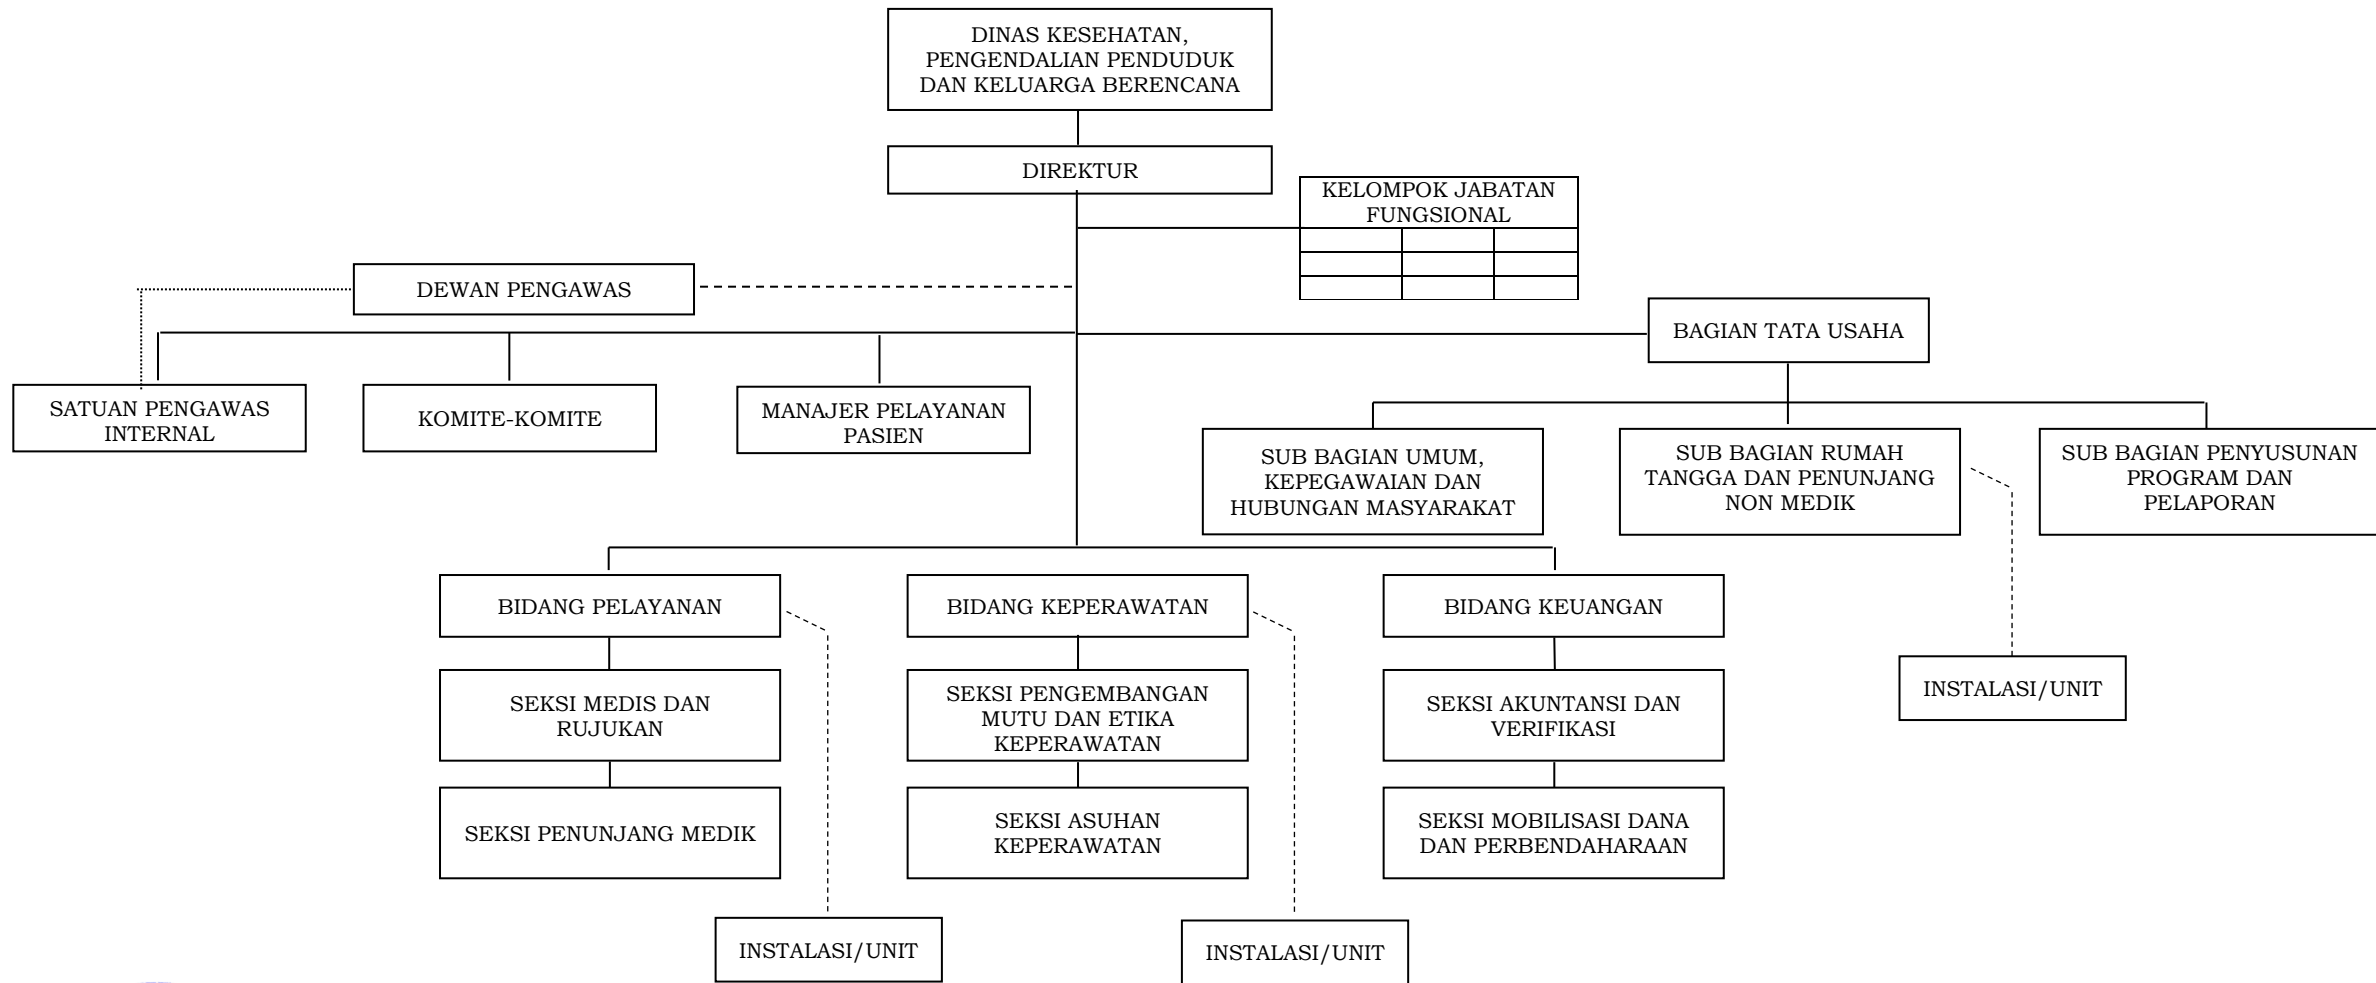 DINAS KESEHATAN,
PENGENDALIAN PENDUDUK
DAN KELUARGA BERENCANA
DIREKTUR
KELOMPOK JABATAN
FUNGSIONAL
DEWAN PENGAWAS
BAGIAN TATA USAHA
SATUAN PENGAWAS
INTERNAL
KOMITE-KOMITE
MANAJER PELAYANAN
PASIEN
SUB BAGIAN UMUM,
KEPEGAWAIAN DAN
HUBUNGAN MASYARAKAT
SUB BAGIAN RUMAH
TANGGA DAN PENUNJANG
NON MEDIK
SUB BAGIAN PENYUSUNAN
PROGRAM DAN
PELAPORAN
BIDANG PELAYANAN
BIDANG KEPERAWATAN
BIDANG KEUANGAN
SEKSI MEDIS DAN
RUJUKAN
SEKSI PENGEMBANGAN
MUTU DAN ETIKA
KEPERAWATAN
SEKSI AKUNTANSI DAN
VERIFIKASI
INSTALASI/UNIT
SEKSI PENUNJANG MEDIK
SEKSI ASUHAN
KEPERAWATAN
SEKSI MOBILISASI DANA
DAN PERBENDAHARAAN
INSTALASI/UNIT
INSTALASI/UNIT